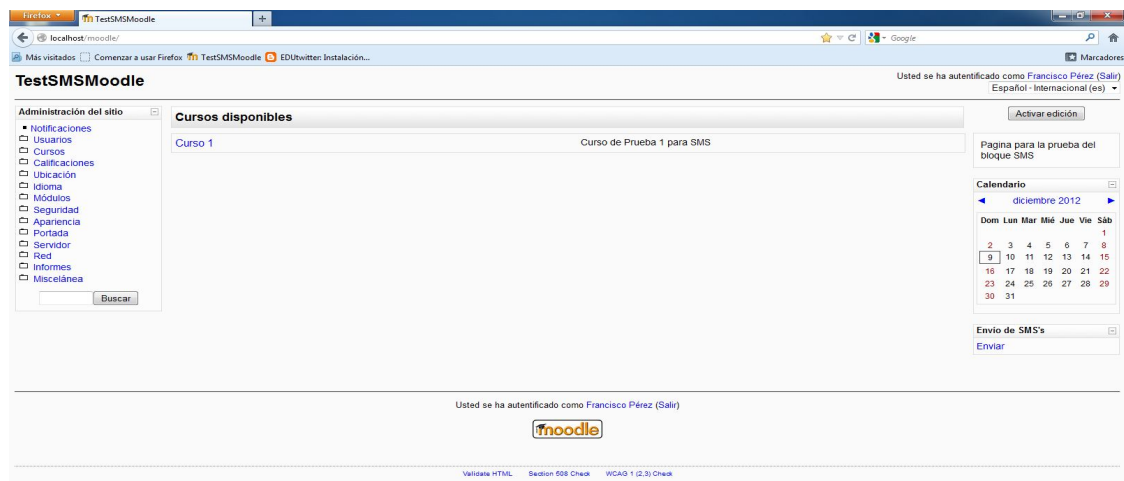 Firefox
TestSMSMoodle
localhost/moodle/
Google
Más visitados Comenzar a usar Firefox TestSMSMoodle EDUtwitter: Instalación...
Marcadores
TestSMSMoodle
Usted se ha autentificado como Francisco Pérez (Salir)
Español - Internacional (es)
Administración del sitio
Notificaciones
Usuarios
Cursos
Calificaciones
Ubicación
Idioma
Módulos
Seguridad
Apariencia
Portada
Servidor
Red
Informes
Miscelánea
Buscar
Cursos disponibles
Curso 1
Curso de Prueba 1 para SMS
Activar edición
Pagina para la prueba del
bloque SMS
Calendario
diciembre 2012
Dom Lun Mar Mié Jue Vie Sáb
1
2 3 4 5 6 7 8
9 10 11 12 13 14 15
16 17 18 19 20 21 22
23 24 25 26 27 28 29
30 31
Envío de SMS's
Enviar
Usted se ha autentificado como Francisco Pérez (Salir)
moodle
Validate HTML Section 508 Check WCAG 1 (2,3) Check